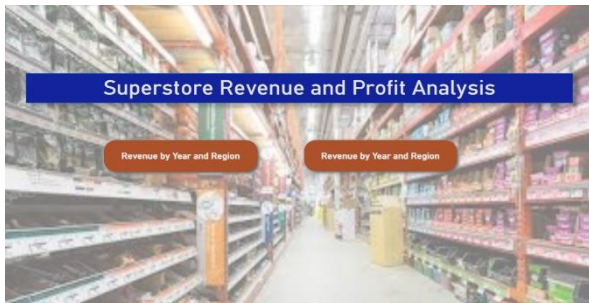 Superstore Revenue and Profit Analysis
Revenue by Year and Region
Revenue by Year and Region